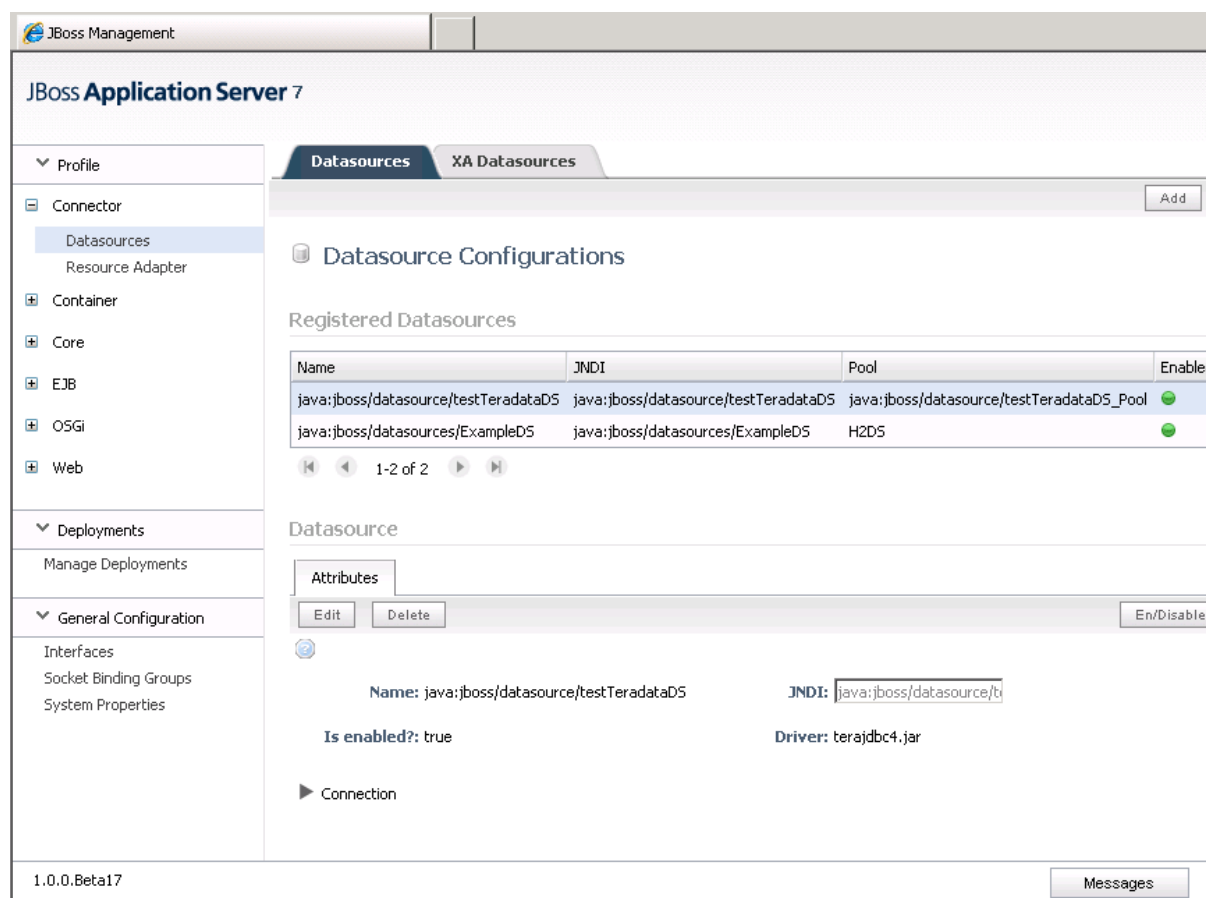 JBoss Management
JBoss Application Server 7
Profile
Connector
Datasources
Resource Adapter
Container
Core
EJB
OSGi
Web
Deployments
Manage Deployments
General Configuration
Interfaces
Socket Binding Groups
System Properties
Datasources XA Datasources
Add
Datasource Configurations
Registered Datasources
Name JNDI Pool Enable
java:jboss/datasource/testTeradataDS java:jboss/datasource/testTeradataDS java:jboss/datasource/testTeradataDS_Pool
java:jboss/datasources/ExampleDS java:jboss/datasources/ExampleDS H2DS
1-2 of 2
Datasource
Attributes
Edit Delete En/Disable
Name: java:jboss/datasource/testTeradataDS JNDI: java:jboss/datasource/t
Is enabled?: true Driver: terajdbc4.jar
Connection
1.0.0.Beta17 Messages